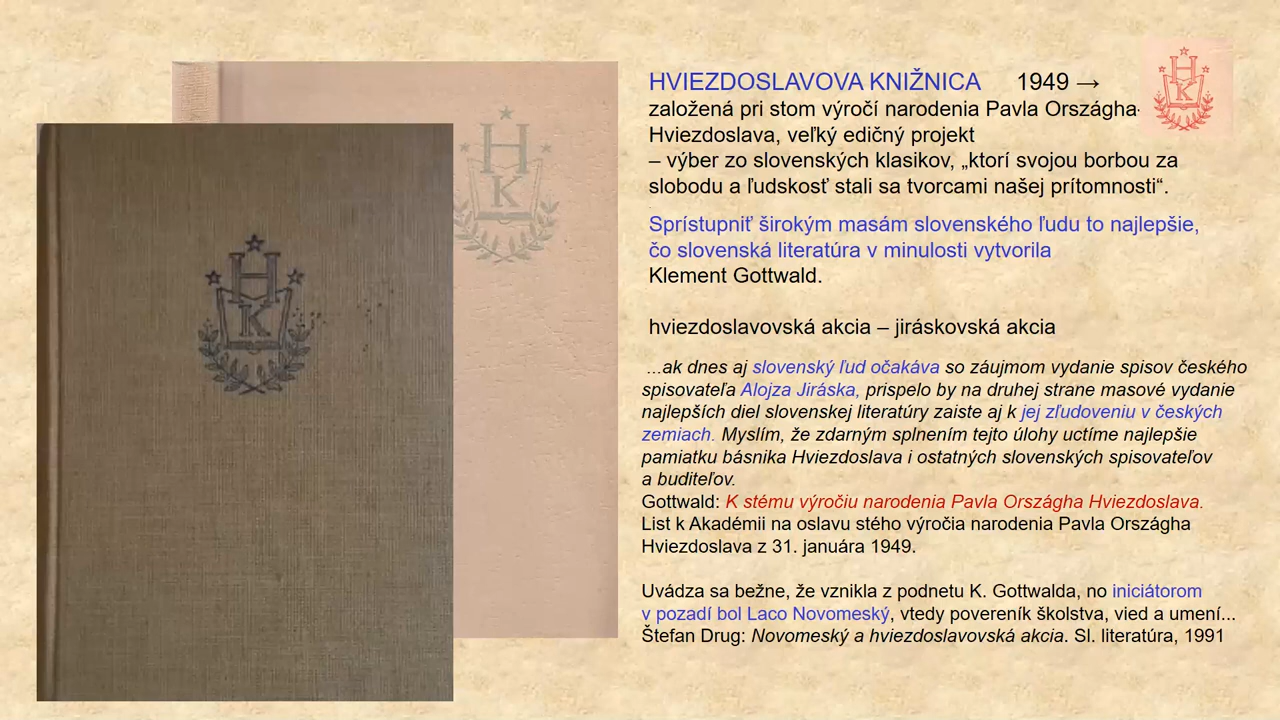 HVIEZDOSLAVOVA KNIŽNICA 1949 →
založená pri stom výročí narodenia Pavla Országha-
Hviezdoslava, veľký edičný projekt
– výber zo slovenských klasikov, „ktorí svojou borbou za
slobodu a ľudskosť stali sa tvorcami našej prítomnosti“.
Sprístupniť širokým masám slovenského ľudu to najlepšie,
čo slovenská literatúra v minulosti vytvorila
Klement Gottwald.
hviezdoslavovská akcia – jiráskovská akcia
...ak dnes aj slovenský ľud očakáva so záujmom vydanie spisov českého
spisovateľa Alojza Jiráska, prispelo by na druhej strane masové vydanie
najlepších diel slovenskej literatúry zaiste aj k jej zľudoveniu v českých
zemiach. Myslím, že zdarným splnením tejto úlohy uctíme najlepšie
pamiatku básnika Hviezdoslava i ostatných slovenských spisovateľov
a buditeľov.
Gottwald: K stému výročiu narodenia Pavla Országha Hviezdoslava.
List k Akadémii na oslavu stého výročia narodenia Pavla Országha
Hviezdoslava z 31. januára 1949.
Uvádza sa bežne, že vznikla z podnetu K. Gottwalda, no iniciátorom
v pozadí bol Laco Novomeský, vtedy povereník školstva, vied a umení...
Štefan Drug: Novomeský a hviezdoslavovská akcia. Sl. literatúra, 1991
H
K
H
K
H
K